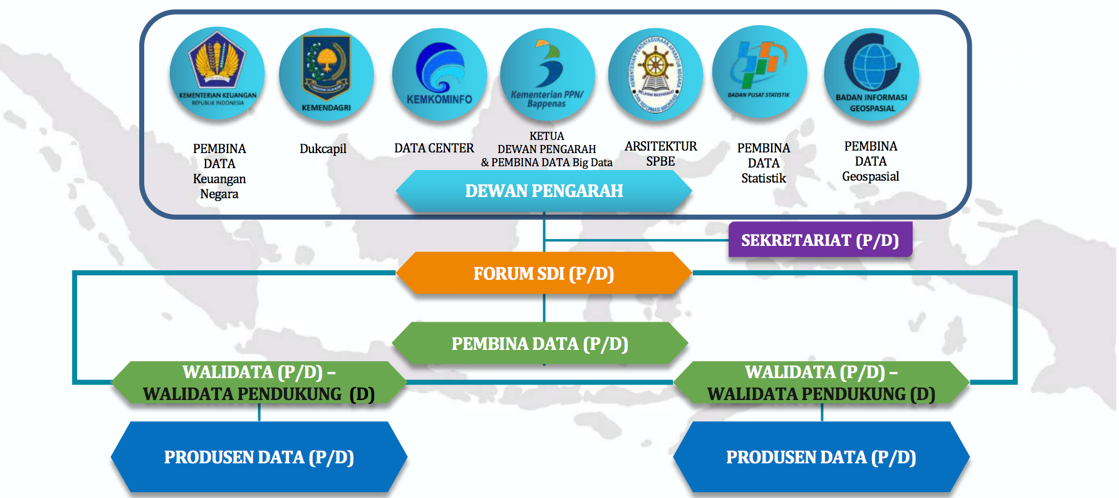 KEMENTERIAN KEUANGAN
REPUBLIK INDONESIA
KEMENDAGRI
KEMKOMINFO
Kementerian PPN/
Bappenas
BADAN PUSAT STATISTIK
BADAN INFORMASI
GEOSPASIAL
PEMBINA
DATA
Keuangan
Negara
Dukcapil
DATA CENTER
KETUA
DEWAN PENGARAH
& PEMBINA DATA Big Data
ARSITEKTUR
SPBE
PEMBINA
DATA
Statistik
PEMBINA
DATA
Geospasial
DEWAN PENGARAH
SEKRETARIAT (P/D)
FORUM SDI (P/D)
PEMBINA DATA (P/D)
WALIDATA (P/D) –
WALIDATA PENDUKUNG (D)
WALIDATA (P/D) –
WALIDATA PENDUKUNG (D)
PRODUSEN DATA (P/D)
PRODUSEN DATA (P/D)